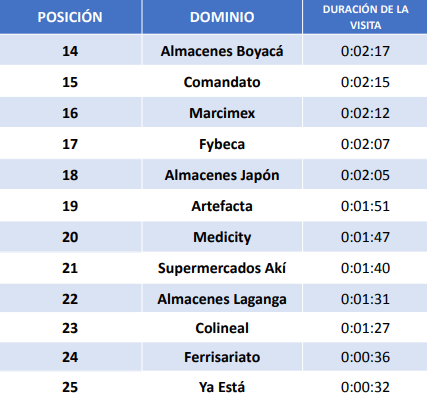 POSICIÓN DOMINIO DURACIÓN DE LA VISITA
14 Almacenes Boyacá 0:02:17
15 Comandato 0:02:15
16 Marcimex 0:02:12
17 Fybeca 0:02:07
18 Almacenes Japón 0:02:05
19 Artefacta 0:01:51
20 Medicity 0:01:47
21 Supermercados Akí 0:01:40
22 Almacenes Laganga 0:01:31
23 Colineal 0:01:27
24 Ferrisariato 0:00:36
25 Ya Está 0:00:32